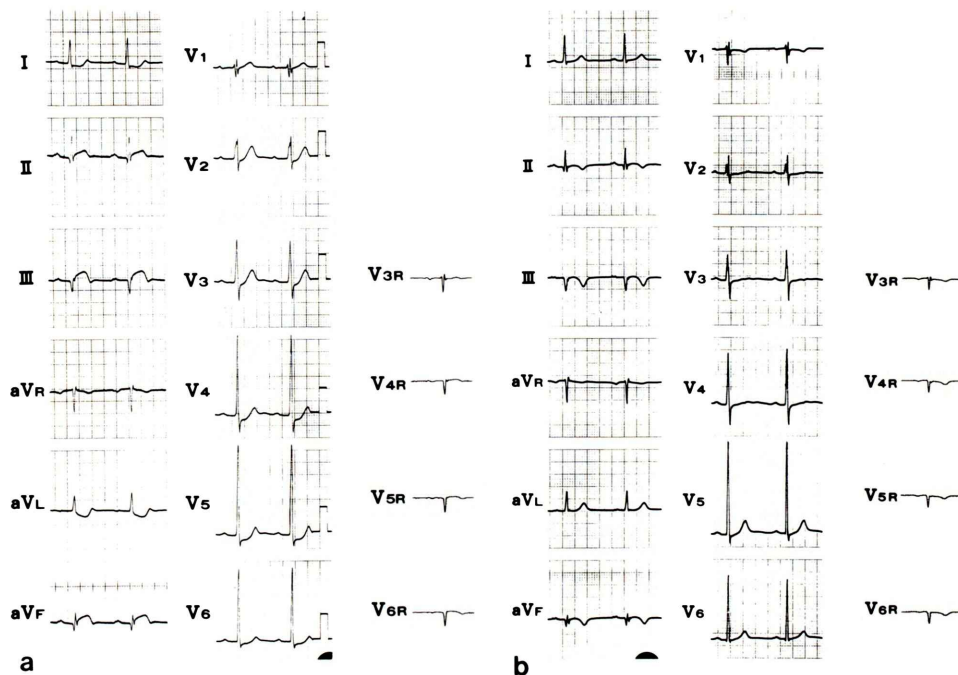 I V1 I V1
II V2 II V2
III V3 V3R III V3 V3R
aVR V4 V4R aVR V4 V4R
aVL V5 V5R aVL V5 V5R
aVF V6 V6R aVF V6 V6R
a b